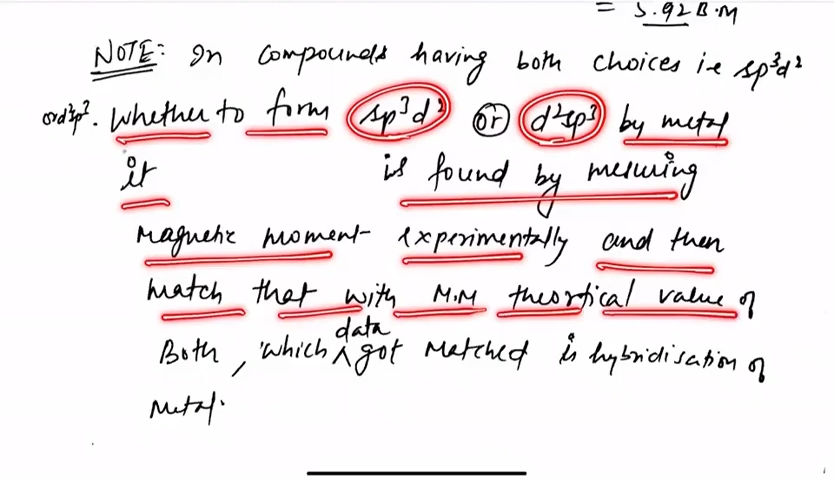 = 5.92 B.M
NOTE: In compounds having both choices i.e sp³d²
or d²sp³. Whether to form sp³d² or d²sp³ by metal
it is found by mesuring
Magnetic moment experimentally and then
match that with M.M theortical value of
Both, which data got matched is hybridisation of
Metal.